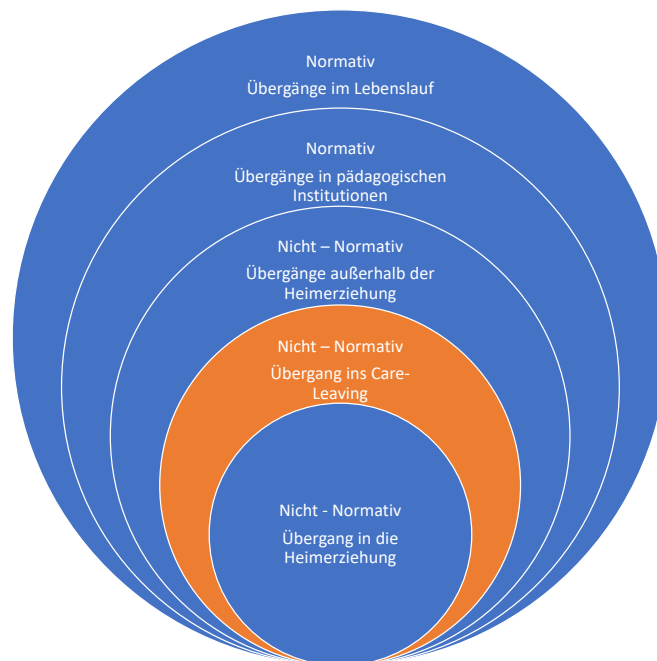 Normativ
Übergänge im Lebenslauf
Normativ
Übergänge in pädagogischen
Institutionen
Nicht – Normativ
Übergänge außerhalb der
Heimerziehung
Nicht – Normativ
Übergang ins Care-
Leaving
Nicht - Normativ
Übergang in die
Heimerziehung